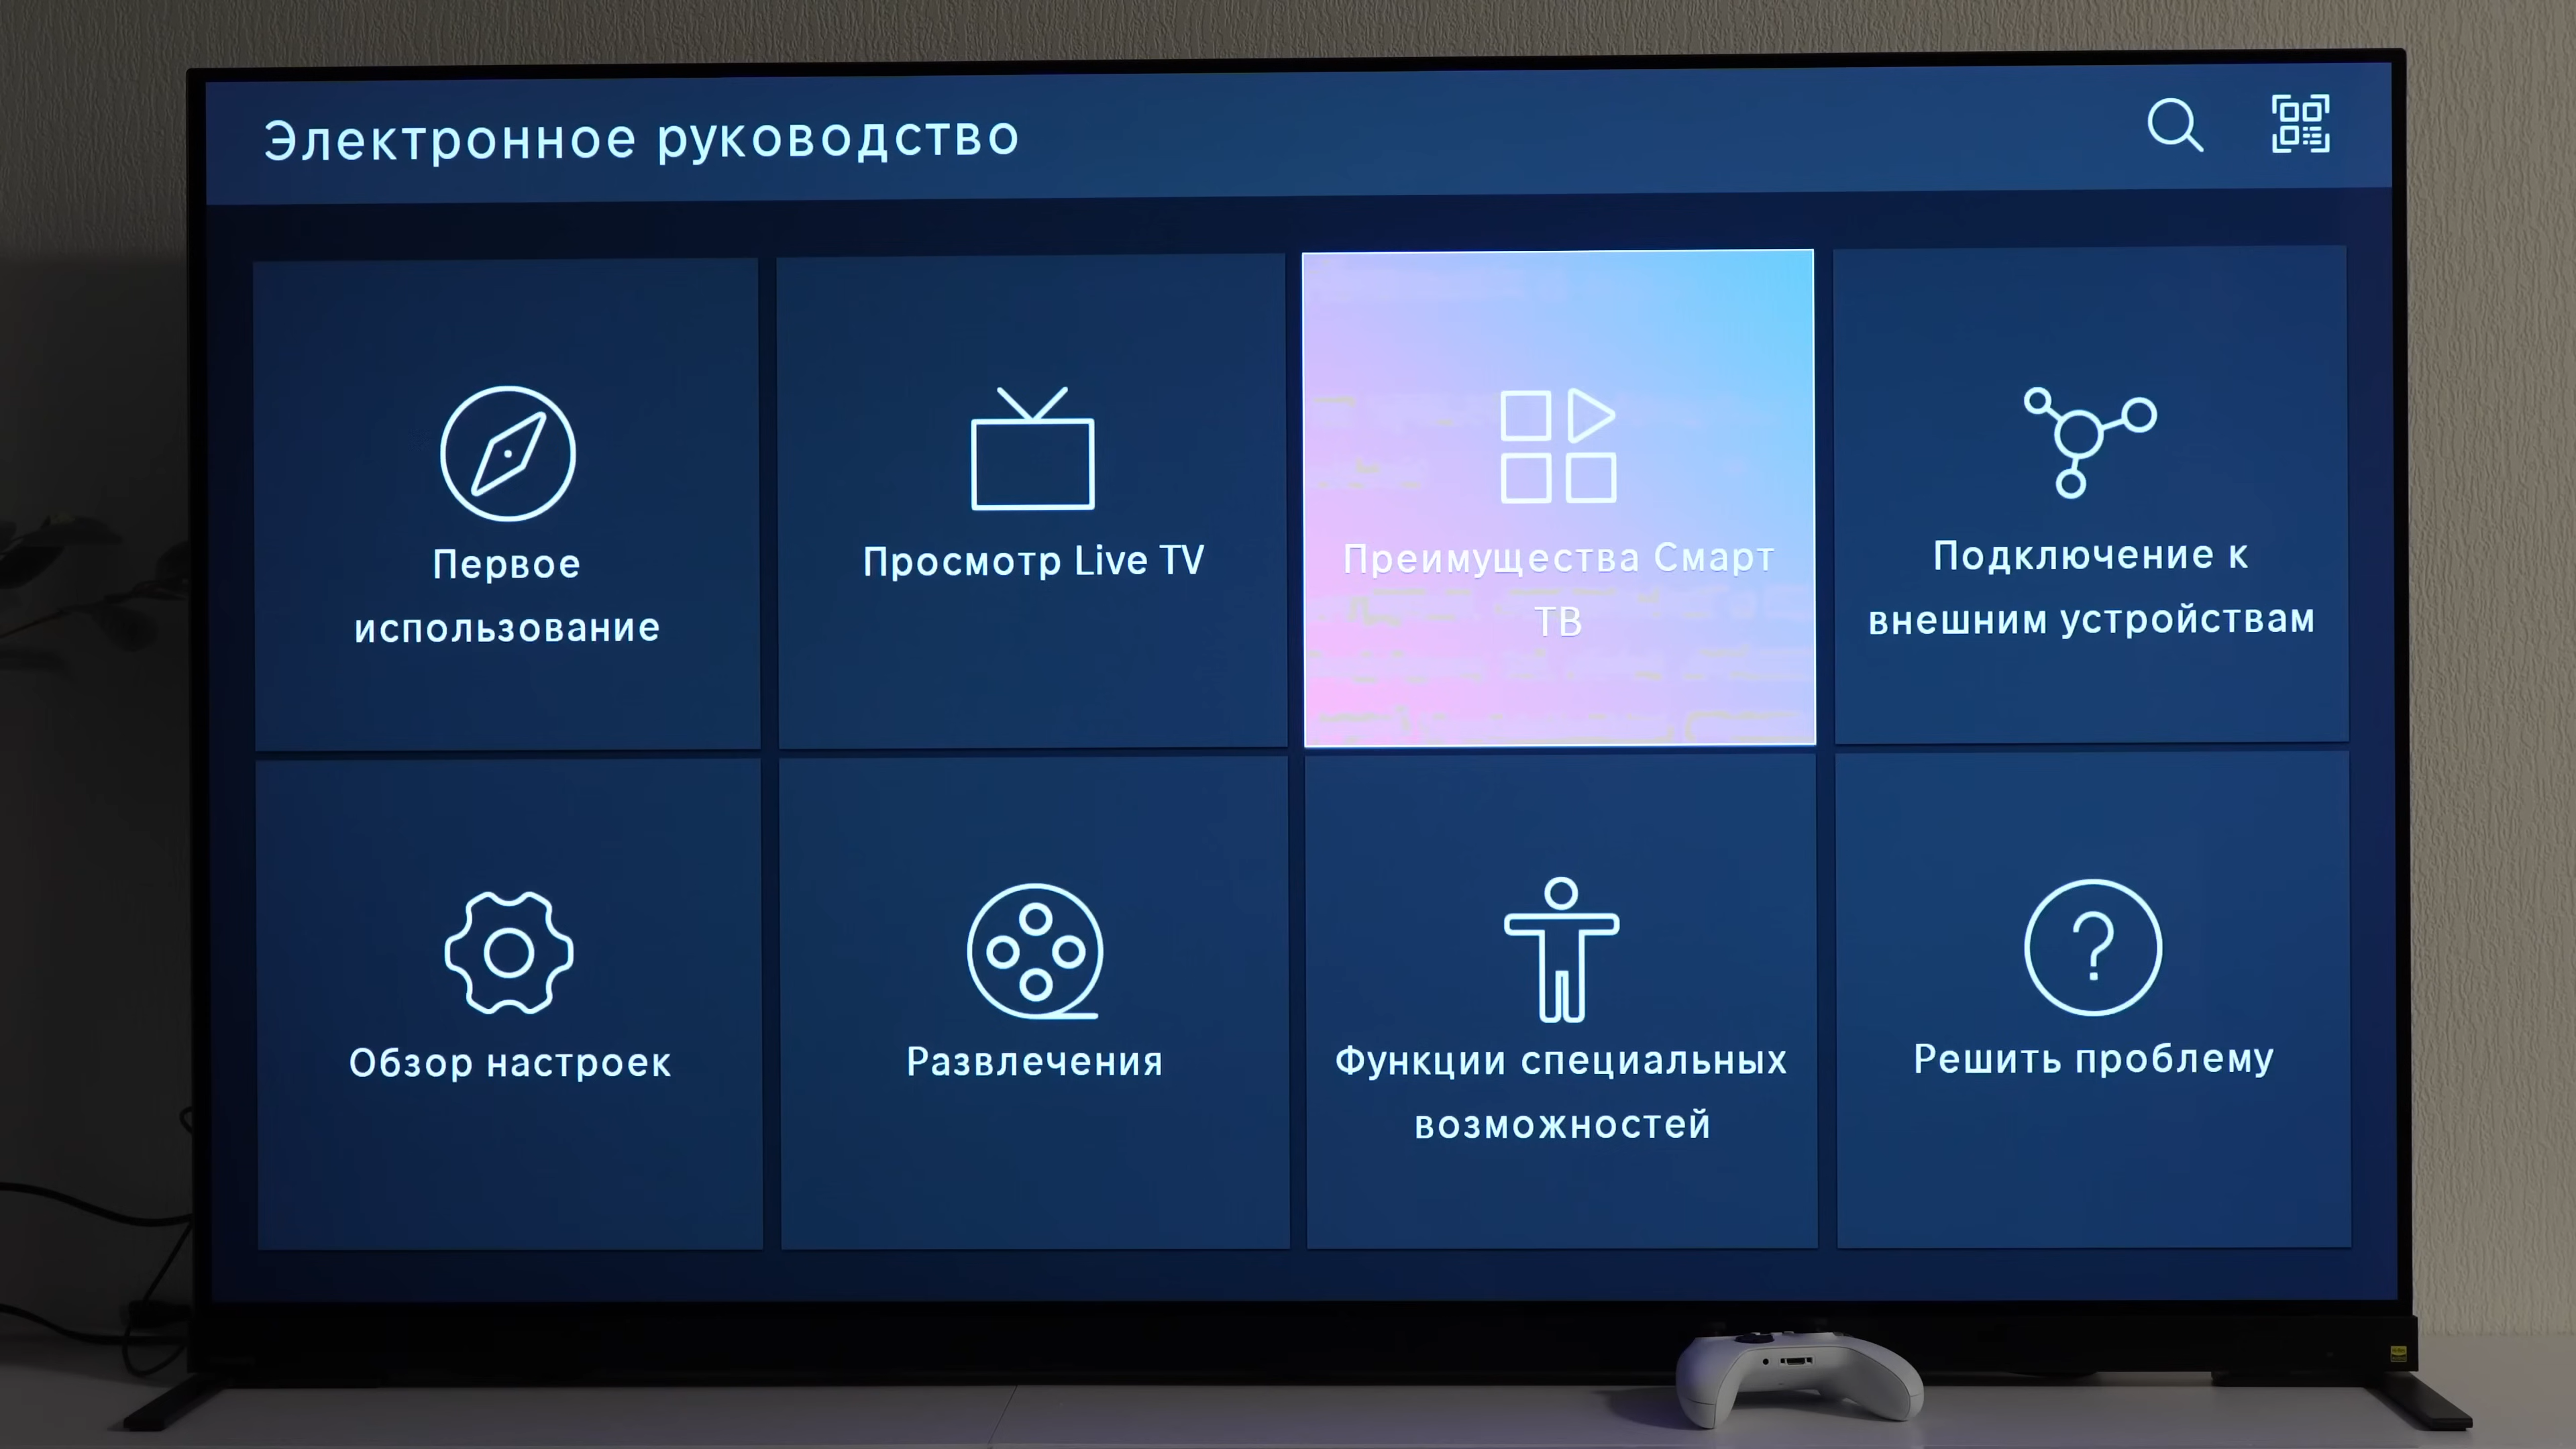 Электронное руководство
Первое
использование
Просмотр Live TV
Преимущества Смарт
ТВ
Подключение к
внешним устройствам
Обзор настроек
Развлечения
Функции специальных
возможностей
Решить проблему